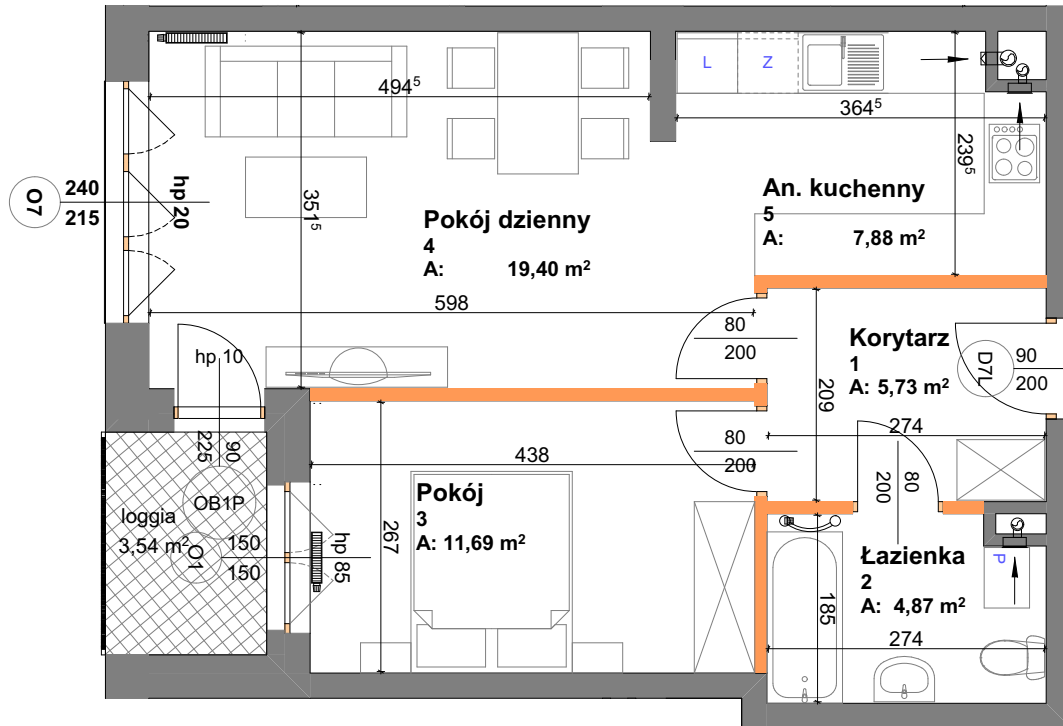 L
Z
494⁵
364⁵
239⁵
O7
240
215
hp 20
351⁵
Pokój dzienny
4
A: 19,40 m²
An. kuchenny
5
A: 7,88 m²
598
80
200
Korytarz
1
A: 5,73 m²
D7L
90
200
hp 10
209
274
90
225
OB1P
loggia
3,54 m²
O1
150
150
hp 85
438
80
200
Pokój
3
A: 11,69 m²
267
80
200
Łazienka
2
A: 4,87 m²
P
185
274